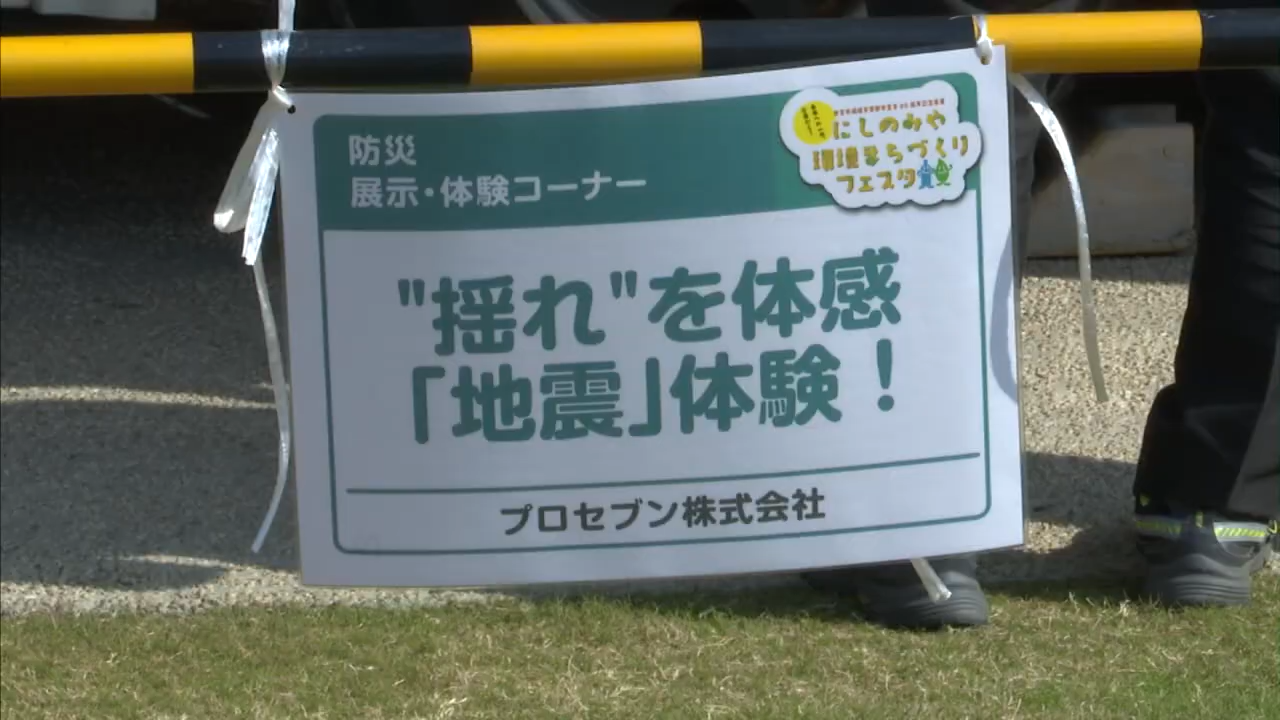 防災
展示・体験コーナー
にしのみや
環境まちづくり
フェスタ
"揺れ"を体感
「地震」体験！
プロセブン株式会社